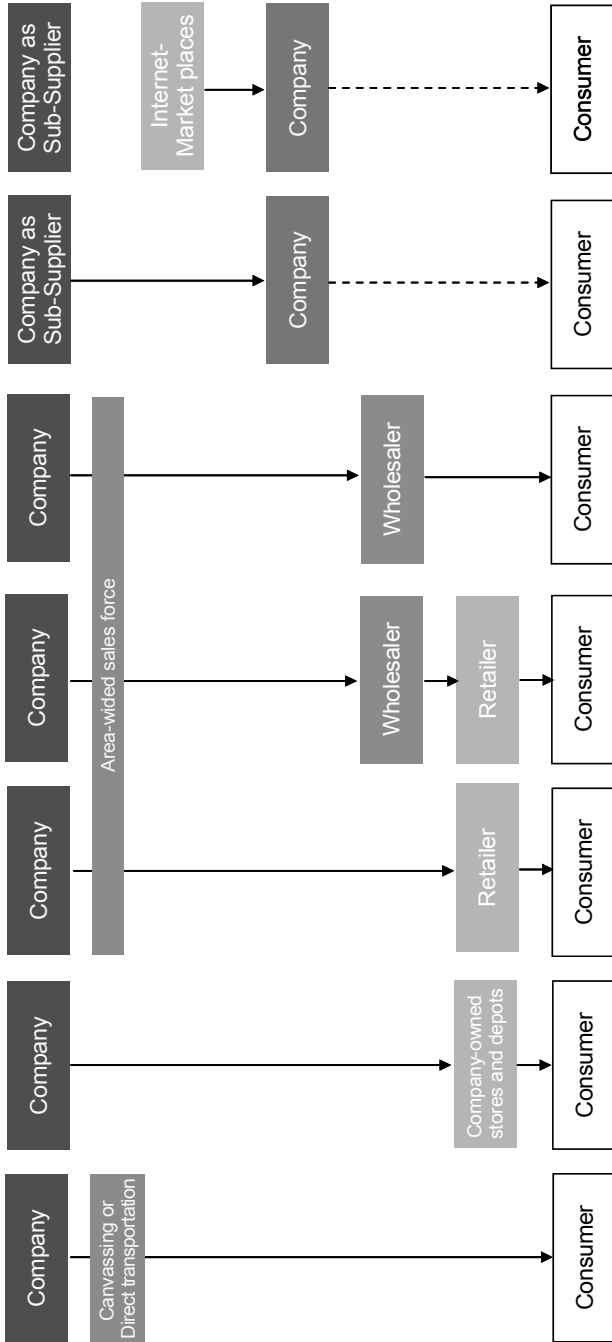 Company
Canvassing or
Direct transportation
Consumer
Company
Company-owned
stores and depots
Consumer
Company
Area-wided sales force
Retailer
Consumer
Company
Wholesaler
Retailer
Consumer
Company
Wholesaler
Consumer
Company as
Sub-Supplier
Company
Consumer
Company as
Sub-Supplier
Internet-
Market places
Company
Consumer